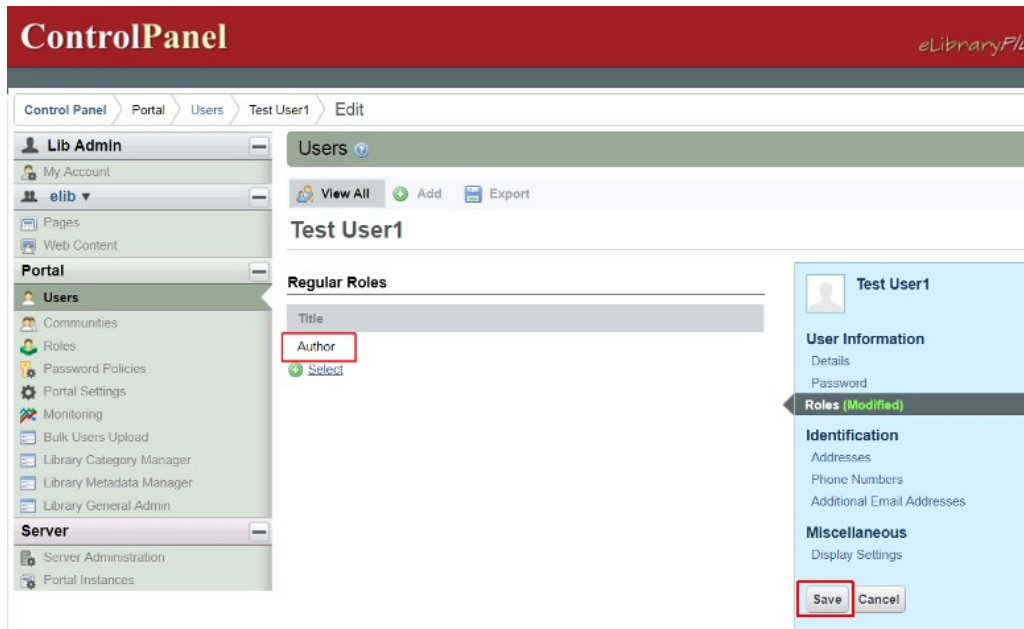 ControlPanel
Control Panel Portal Users Test User1 Edit
Lib Admin
My Account
elib
Pages
Web Content
Portal
Users
Communities
Roles
Password Policies
Portal Settings
Monitoring
Bulk Users Upload
Library Category Manager
Library Metadata Manager
Library General Admin
Server
Server Administration
Portal Instances
Users
View All Add Export
Test User1
Regular Roles
Title
Author
Select
Test User1
User Information
Details
Password
Roles (Modified)
Identification
Addresses
Phone Numbers
Additional Email Addresses
Miscellaneous
Display Settings
Save Cancel